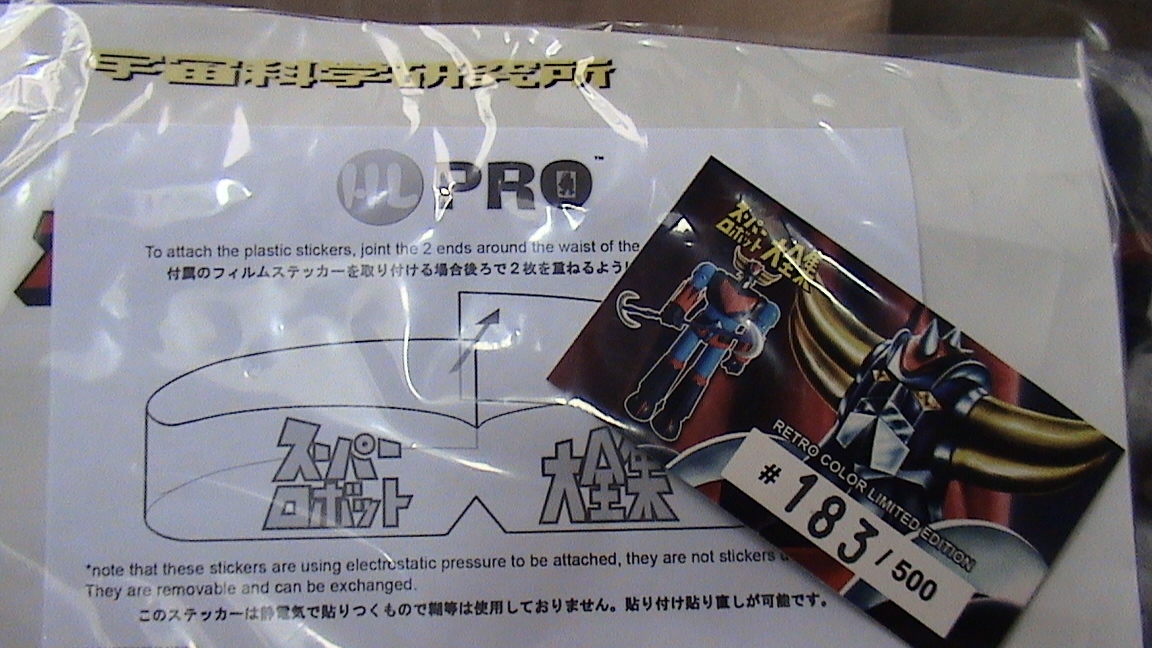 宇宙科学研究所
PRO™
To attach the plastic stickers, joint the 2 ends around the waist of the
付属のフィルムステッカーを取り付ける場合後ろで2枚を重ねるよう
スーパー
ロボット
大全集
*note that these stickers are using electrostatic pressure to be attached, they are not stickers
They are removable and can be exchanged.
このステッカーは静電気で貼りつくもので糊等は使用しておりません。貼り付け貼り直しが可能です。
スーパー
ロボット
大全集
RETRO COLOR LIMITED EDITION
#183/500